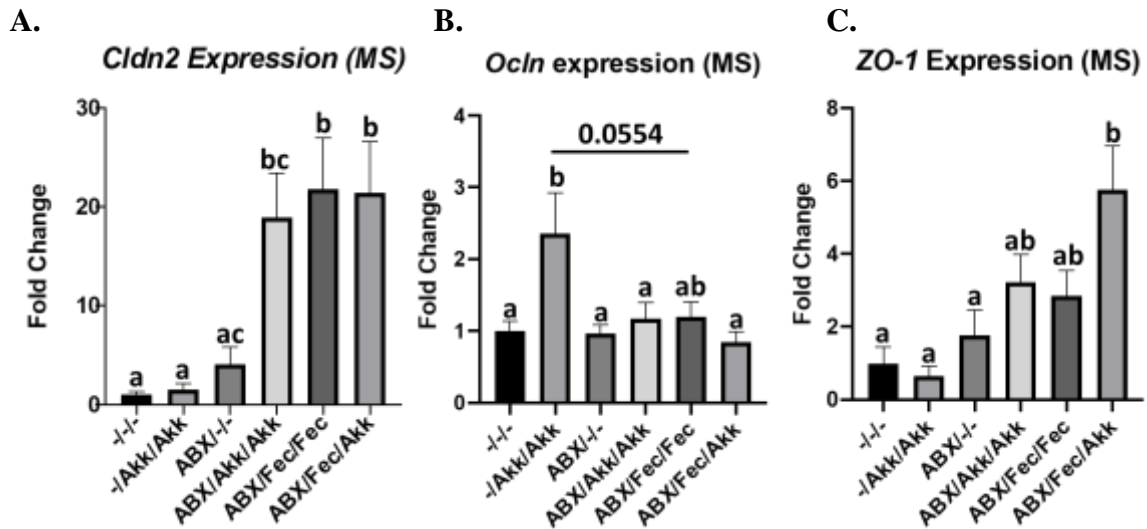 A.
Cldn2 Expression (MS)
Fold Change
30
20
10
0
a
a
ac
bc
b
b
-/-/-
-/Akk/Akk
ABX/-/-
ABX/Akk/Akk
ABX/Fec/Fec
ABX/Fec/Akk
B.
Ocln expression (MS)
Fold Change
4
3
2
1
0
0.0554
a
b
a
a
ab
a
-/-/-
-/Akk/Akk
ABX/-/-
ABX/Akk/Akk
ABX/Fec/Fec
ABX/Fec/Akk
C.
ZO-1 Expression (MS)
Fold Change
8
6
4
2
0
a
a
a
ab
ab
b
-/-/-
-/Akk/Akk
ABX/-/-
ABX/Akk/Akk
ABX/Fec/Fec
ABX/Fec/Akk